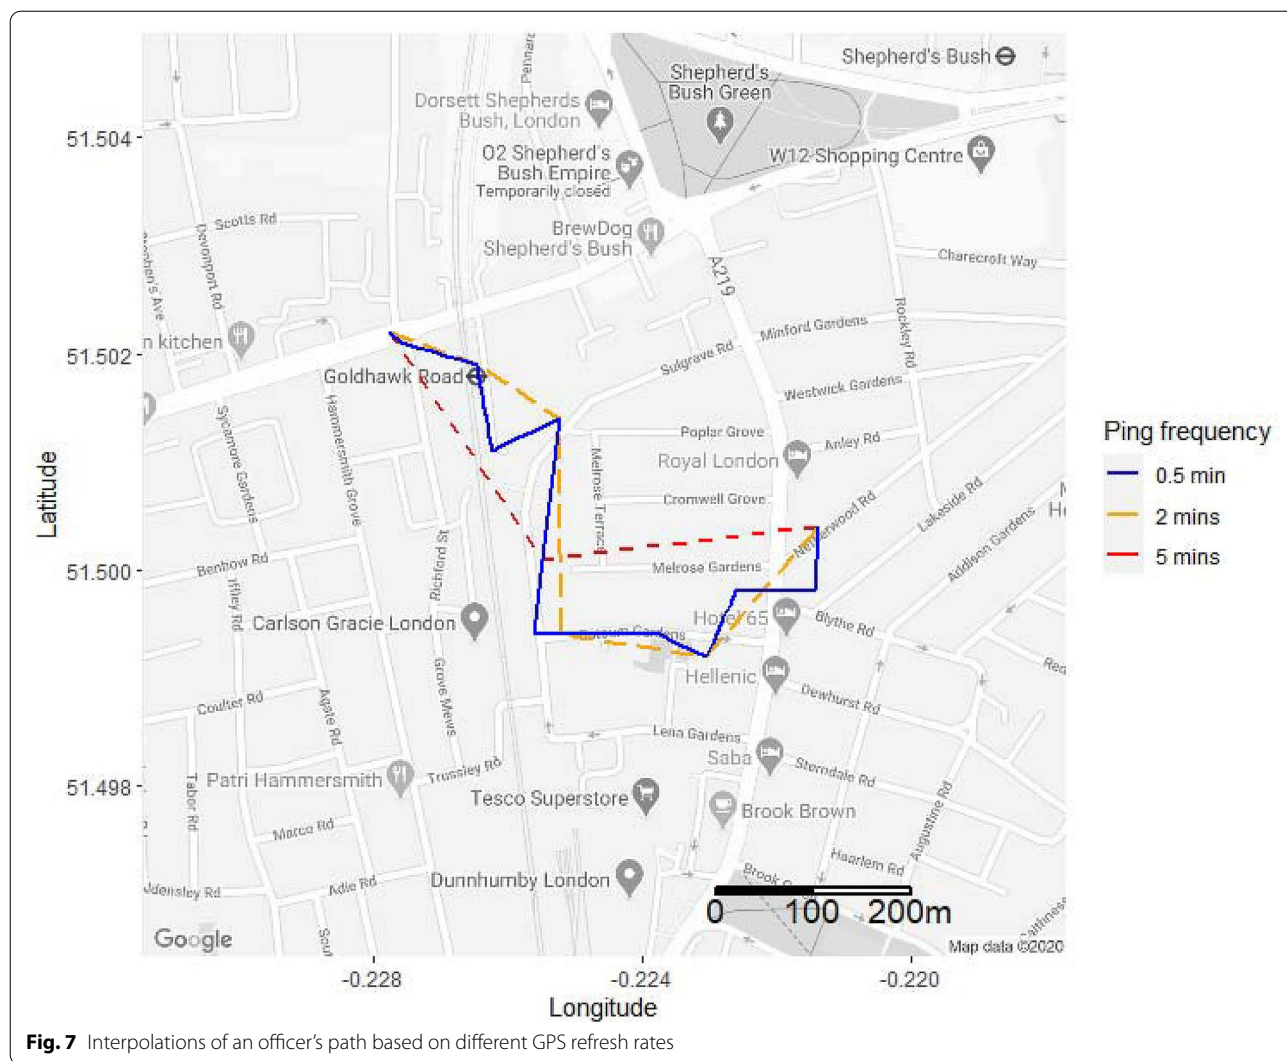 Shepherd's Bush
Shepherd's
Bush Green
Pennard
Dorsett Shepherds
Bush, London
51.504
O2 Shepherd's
Bush Empire
Temporarily closed
W12 Shopping Centre
Scotts Rd
Devonport Rd
BrewDog
Shepherd's Bush
A219
Charecroft Way
Rockley Rd
Minford Gardens
n kitchen
51.502
Sulgrave Rd
Goldhawk Road
Westwick Gardens
Sycamore Gardens
Hammersmith Grove
Poplar Grove
Anley Rd
Melrose Terrace
Royal London
Cromwell Grove
Netherwood Rd
Lakeside Rd
Addison Gardens
Latitude
51.500
Benbow Rd
Richford St
Melrose Gardens
Iffley Rd
Carlson Gracie London
Hotel 65
Blythe Rd
Gardens
Hellenic
Grove Mews
Dewhurst Rd
Coulter Rd
Agate Rd
Lena Gardens
Saba
Sterndale Rd
Patri Hammersmith
Trussley Rd
51.498
Tabor Rd
Tesco Superstore
Brook Brown
Augustine Rd
Marco Rd
Haarlem Rd
Adie Rd
Dunnhumby London
Brook
0 100 200m
Google
Map data ©2020
-0.228 -0.224 -0.220
Longitude
Ping frequency
0.5 min
2 mins
5 mins
Fig. 7 Interpolations of an officer's path based on different GPS refresh rates